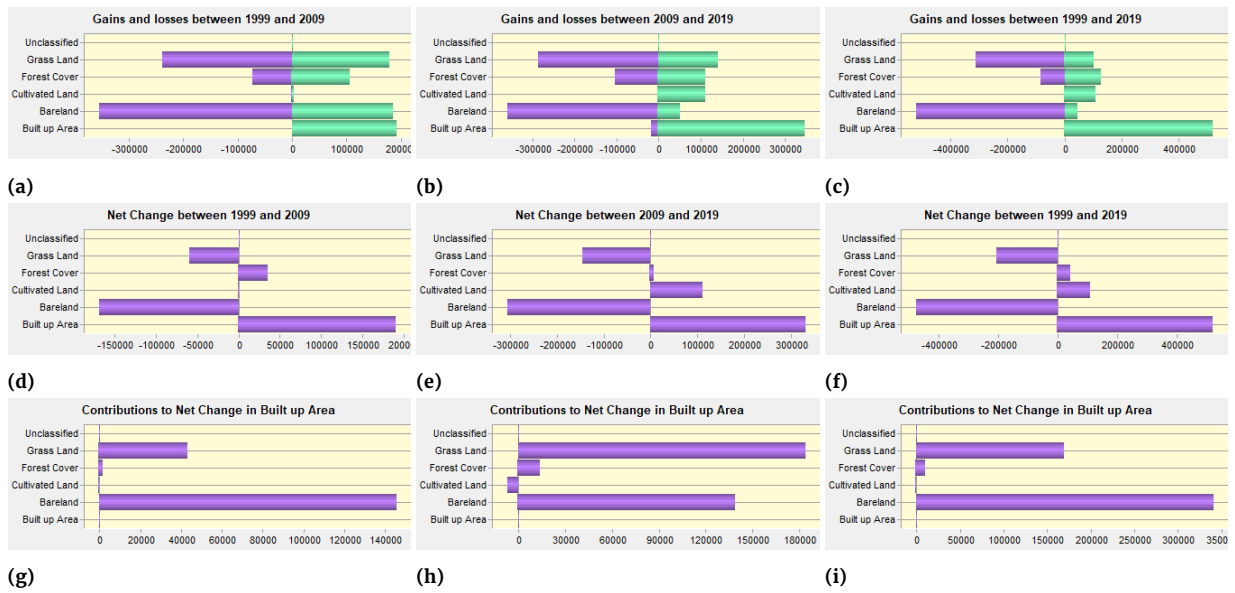 Gains and losses between 1999 and 2009
Unclassified
Grass Land
Forest Cover
Cultivated Land
Bareland
Built up Area
-300000 -200000 -100000 0 100000 20000
(a)
Gains and losses between 2009 and 2019
Unclassified
Grass Land
Forest Cover
Cultivated Land
Bareland
Built up Area
-300000 -200000 -100000 0 100000 200000 300000
(b)
Gains and losses between 1999 and 2019
Unclassified
Grass Land
Forest Cover
Cultivated Land
Bareland
Built up Area
-400000 -200000 0 200000 400000
(c)
Net Change between 1999 and 2009
Unclassified
Grass Land
Forest Cover
Cultivated Land
Bareland
Built up Area
-150000 -100000 -50000 0 50000 100000 150000 2000
(d)
Net Change between 2009 and 2019
Unclassified
Grass Land
Forest Cover
Cultivated Land
Bareland
Built up Area
-300000 -200000 -100000 0 100000 200000 300000
(e)
Net Change between 1999 and 2019
Unclassified
Grass Land
Forest Cover
Cultivated Land
Bareland
Built up Area
-400000 -200000 0 200000 400000
(f)
Contributions to Net Change in Built up Area
Unclassified
Grass Land
Forest Cover
Cultivated Land
Bareland
Built up Area
0 20000 40000 60000 80000 100000 120000 140000
(g)
Contributions to Net Change in Built up Area
Unclassified
Grass Land
Forest Cover
Cultivated Land
Bareland
Built up Area
0 30000 60000 90000 120000 150000 180000
(h)
Contributions to Net Change in Built up Area
Unclassified
Grass Land
Forest Cover
Cultivated Land
Bareland
Built up Area
0 50000 100000 150000 200000 250000 300000 3500
(i)